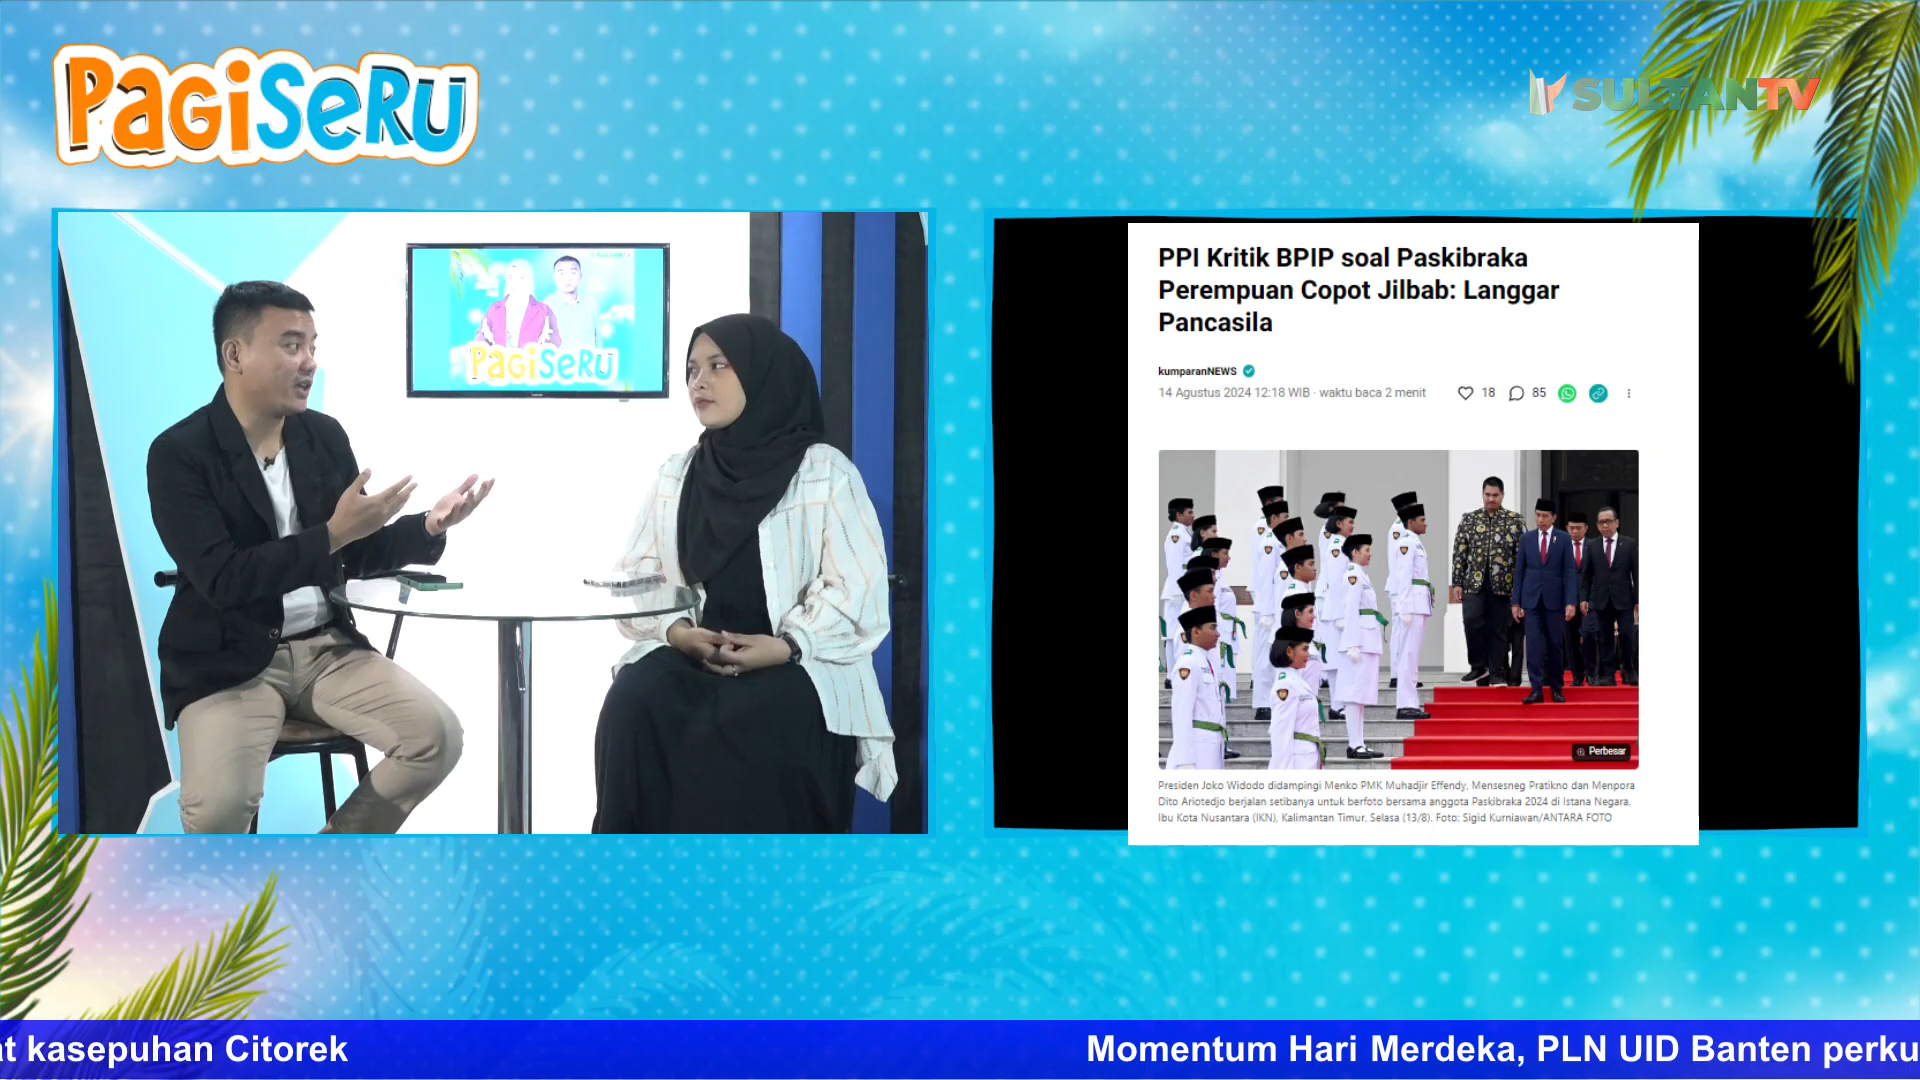 PAGISERU
SULTANTV
PAGISERU
PPI Kritik BPIP soal Paskibraka
Perempuan Copot Jilbab: Langgar
Pancasila
kumparanNEWS
14 Agustus 2024 12:18 WIB · waktu baca 2 menit
18
85
Perbesar
Presiden Joko Widodo didampingi Menko PMK Muhadjir Effendy, Mensesneg Pratikno dan Menpora
Dito Ariotedjo berjalan setibanya untuk berfoto bersama anggota Paskibraka 2024 di Istana Negara,
Ibu Kota Nusantara (IKN), Kalimantan Timur, Selasa (13/8). Foto: Sigid Kurniawan/ANTARA FOTO
at kasepuhan Citorek
Momentum Hari Merdeka, PLN UID Banten perku